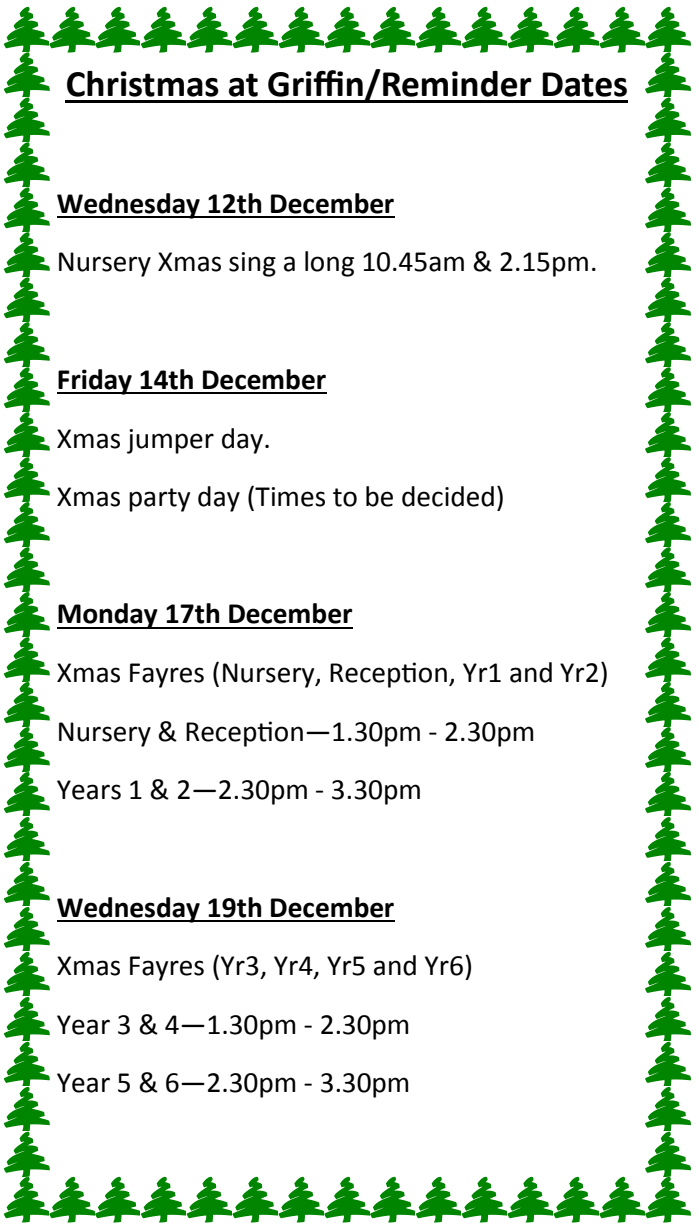 Christmas at Griffin/Reminder Dates
Wednesday 12th December
Nursery Xmas sing a long 10.45am & 2.15pm.
Friday 14th December
Xmas jumper day.
Xmas party day (Times to be decided)
Monday 17th December
Xmas Fayres (Nursery, Reception, Yr1 and Yr2)
Nursery & Reception—1.30pm - 2.30pm
Years 1 & 2—2.30pm - 3.30pm
Wednesday 19th December
Xmas Fayres (Yr3, Yr4, Yr5 and Yr6)
Year 3 & 4—1.30pm - 2.30pm
Year 5 & 6—2.30pm - 3.30pm